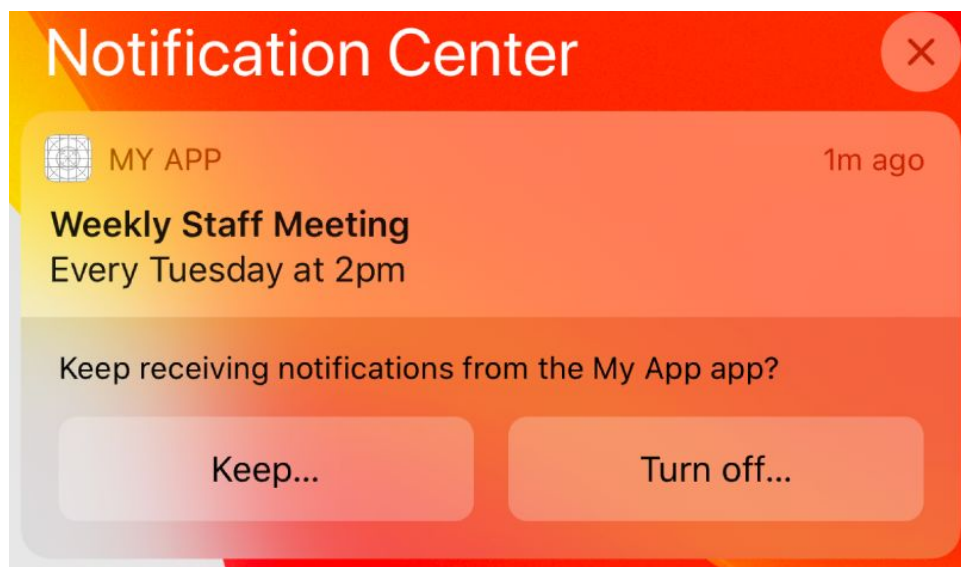 Notification Center
MY APP 1m ago
Weekly Staff Meeting
Every Tuesday at 2pm
Keep receiving notifications from the My App app?
Keep... Turn off...